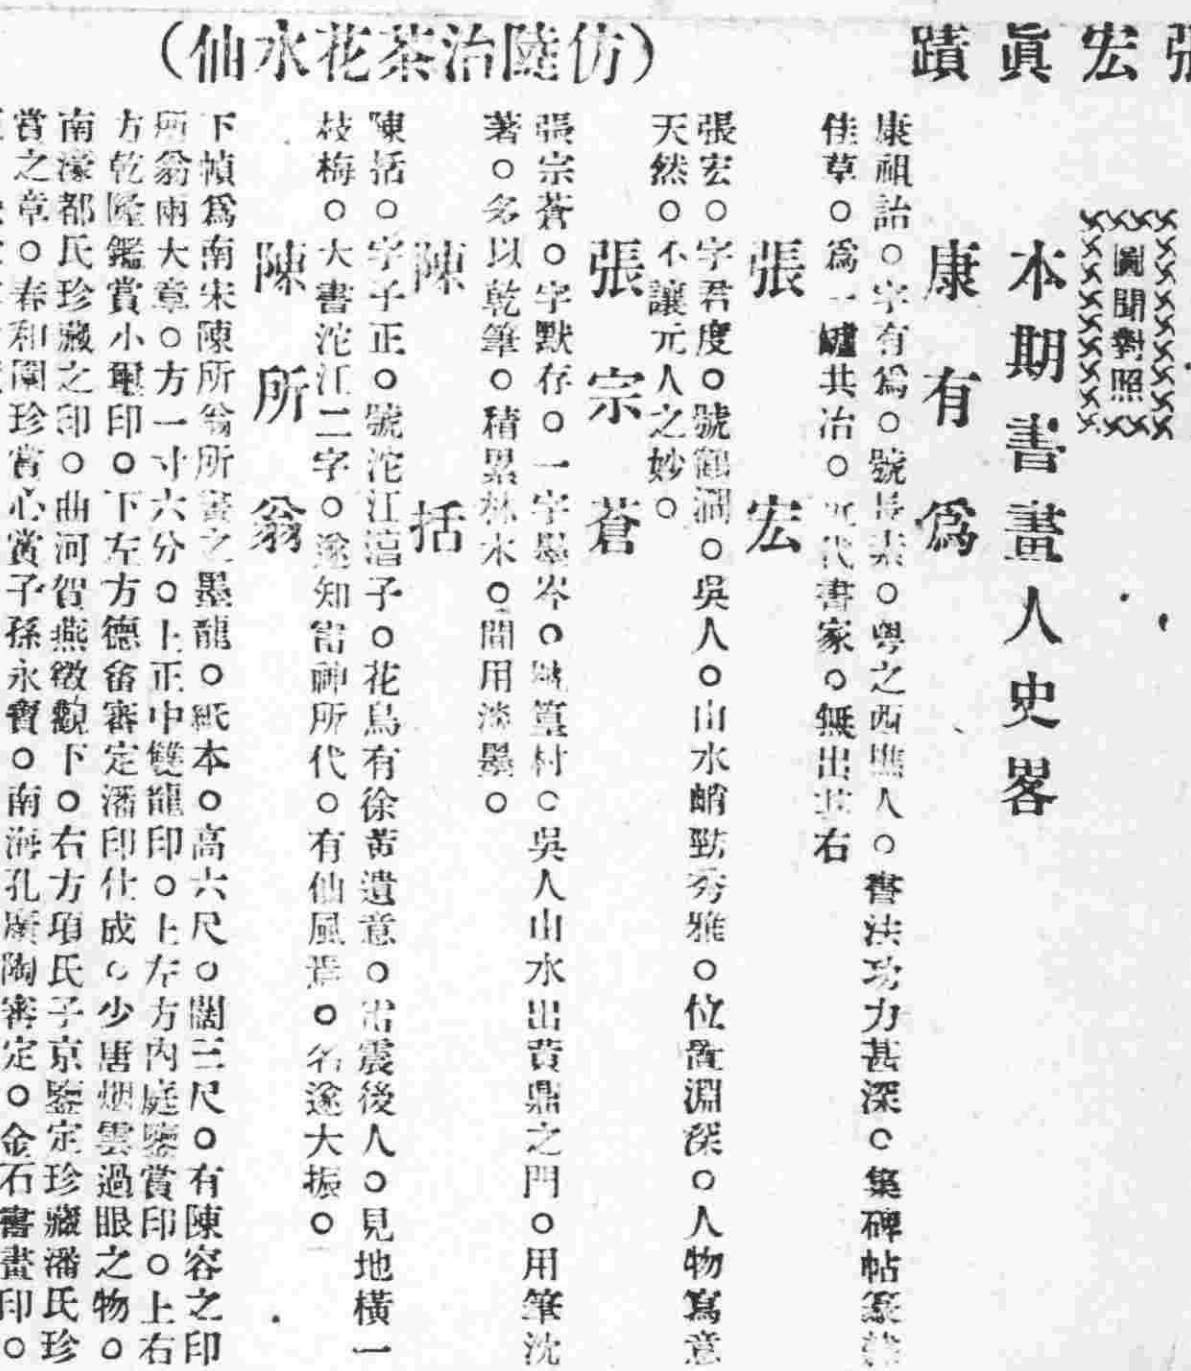 張宏眞蹟
（仿陸治茶花水仙）
圖聞對照
本期書畫人史畧
康有爲
康祖詒。字有爲。號長素。粵之西樵人。書法功力甚深。集碑帖篆隸
佳草。爲一鑪共冶。近代書家。無出其右
張宏
張宏。字君度。號鶴澗。吳人。山水峭勁秀雅。位置淵深。人物寫意
天然。不讓元人之妙。
張宗蒼
張宗蒼。字默存。一字墨岑。號篁村。吳人山水出黃鼎之門。用筆沈
著。多以乾筆。積累林木。間用淡墨。
陳括
陳括。字子正。號沱江漁子。花鳥有徐黃遺意。雷震後人。見地橫一
枝梅。大書沱江二字。遂知雷神所代。有仙風焉。名遂大振。
陳所翁
下幀爲南宋陳所翁所畫之墨龍。紙本。高六尺。闊三尺。有陳容之印
所翁兩大章。方一寸六分。上正中雙龍印。上左方內庭鑒賞印。上右
方乾隆鑑賞小璽印。下左方德畬審定潘印仕成。少唐烟雲過眼之物。
南濠都氏珍藏之印。曲河賀燕徵觀下。右方項氏子京鑒定珍藏潘氏珍
賞之章。春和園珍賞心賞子孫永寶。南海孔廣陶審定。金石書畫印。